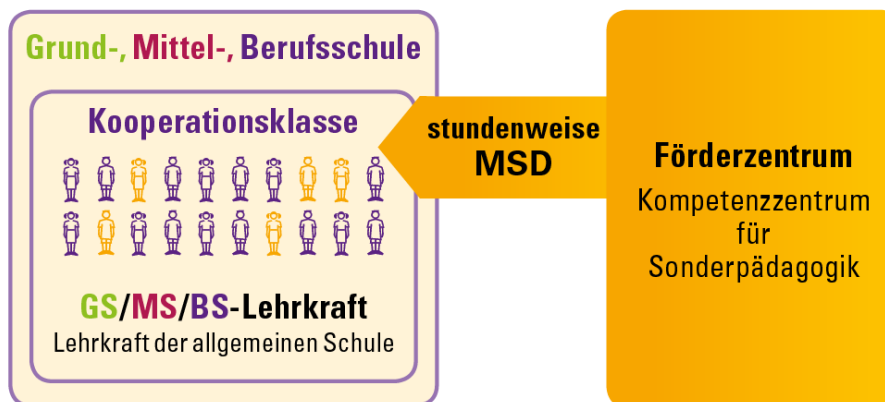 Grund-, Mittel-, Berufsschule
Kooperationsklasse
GS/MS/BS-Lehrkraft
Lehrkraft der allgemeinen Schule
stundenweise
MSD
Förderzentrum
Kompetenzzentrum
für
Sonderpädagogik